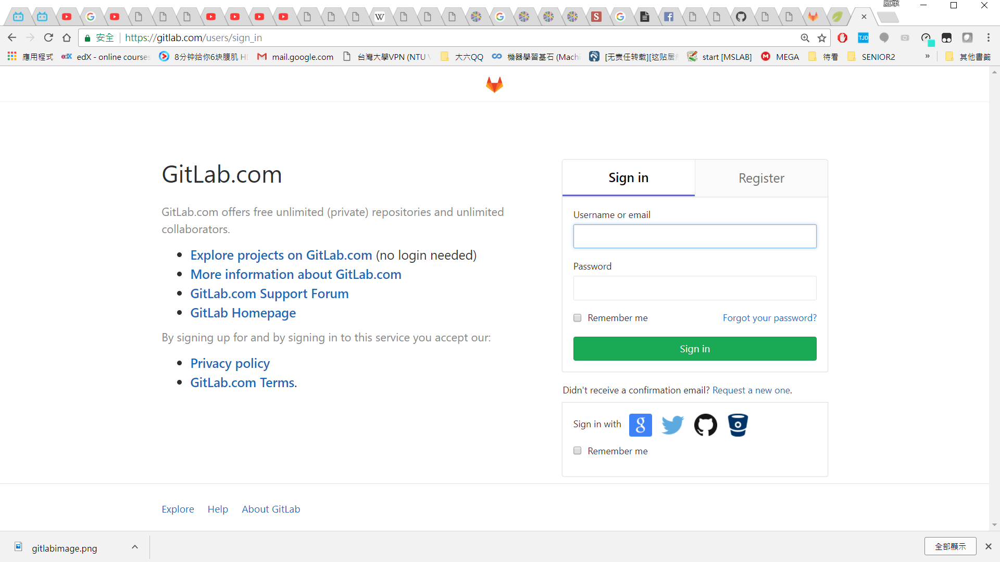 威承
安全 https://gitlab.com/users/sign_in
TJD
應用程式 edX - online courses 8分钟给你6块腹肌 HD mail.google.com 台灣大學VPN (NTU V 大六QQ 機器學習基石 (Machi [无责任转载][这贴居然 start [MSLAB] MEGA 待看 SENIOR2 » 其他書籤
GitLab.com
GitLab.com offers free unlimited (private) repositories and unlimited
collaborators.
Explore projects on GitLab.com (no login needed)
More information about GitLab.com
GitLab.com Support Forum
GitLab Homepage
By signing up for and by signing in to this service you accept our:
Privacy policy
GitLab.com Terms.
Sign in Register
Username or email
Password
Remember me Forgot your password?
Sign in
Didn't receive a confirmation email? Request a new one.
Sign in with
Remember me
Explore Help About GitLab
gitlabimage.png 全部顯示